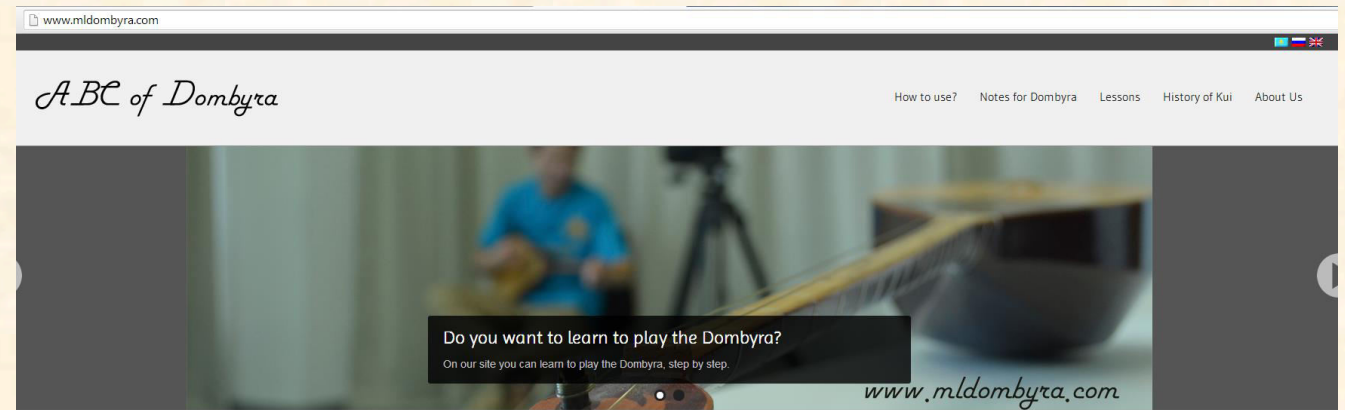 www.mldombyra.com
ABC of Dombyra
How to use? Notes for Dombyra Lessons History of Kui About Us
Do you want to learn to play the Dombyra?
On our site you can learn to play the Dombyra, step by step.
www.mldombyra.com